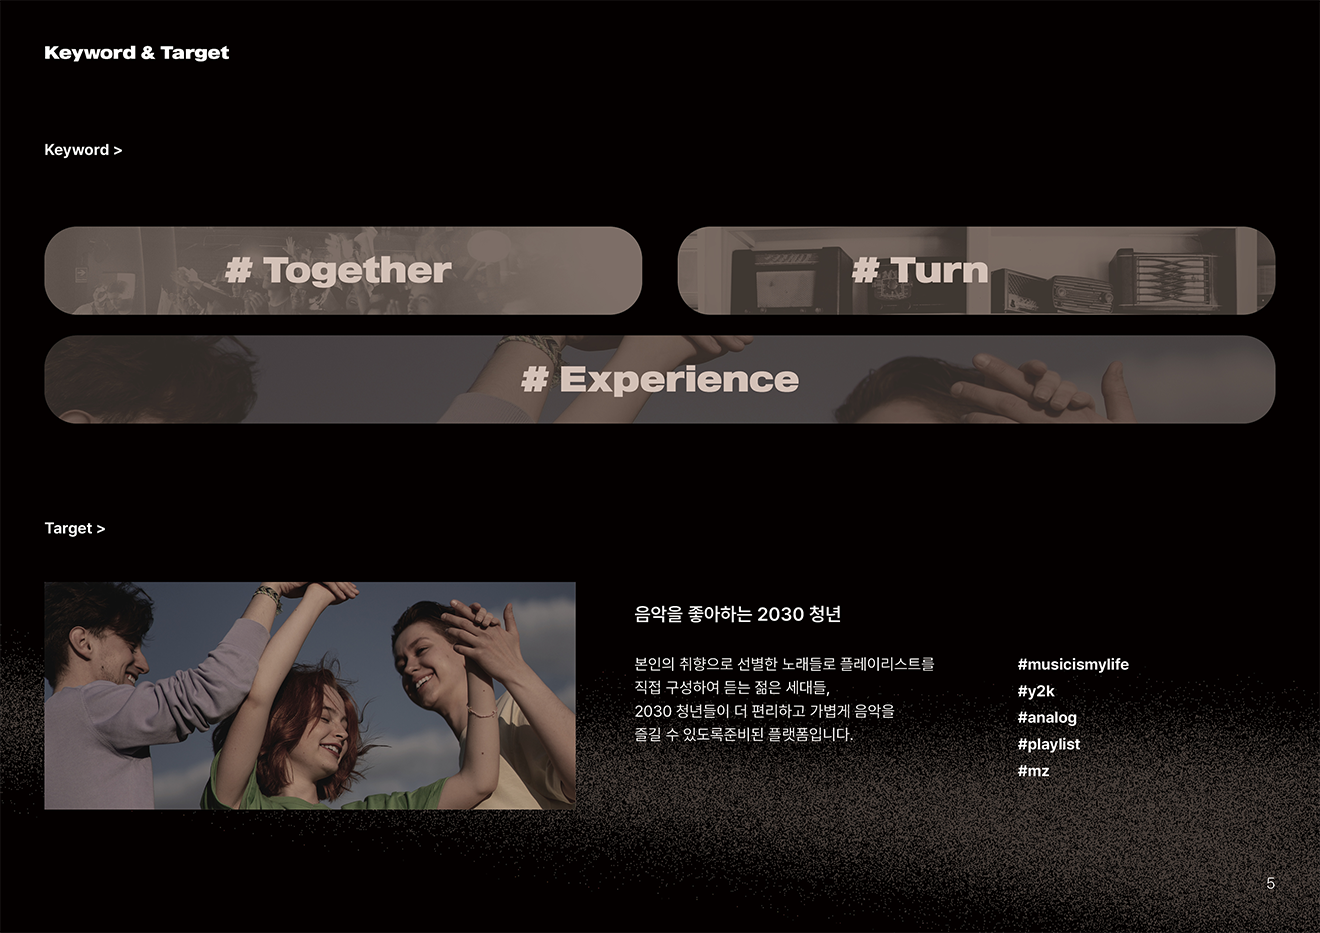 Keyword & Target
Keyword >
# Together
# Turn
# Experience
Target >
음악을 좋아하는 2030 청년
본인의 취향으로 선별한 노래들로 플레이리스트를
직접 구성하여 듣는 젊은 세대들,
2030 청년들이 더 편리하고 가볍게 음악을
즐길 수 있도록준비된 플랫폼입니다.
#musicismylife
#y2k
#analog
#playlist
#mz
5